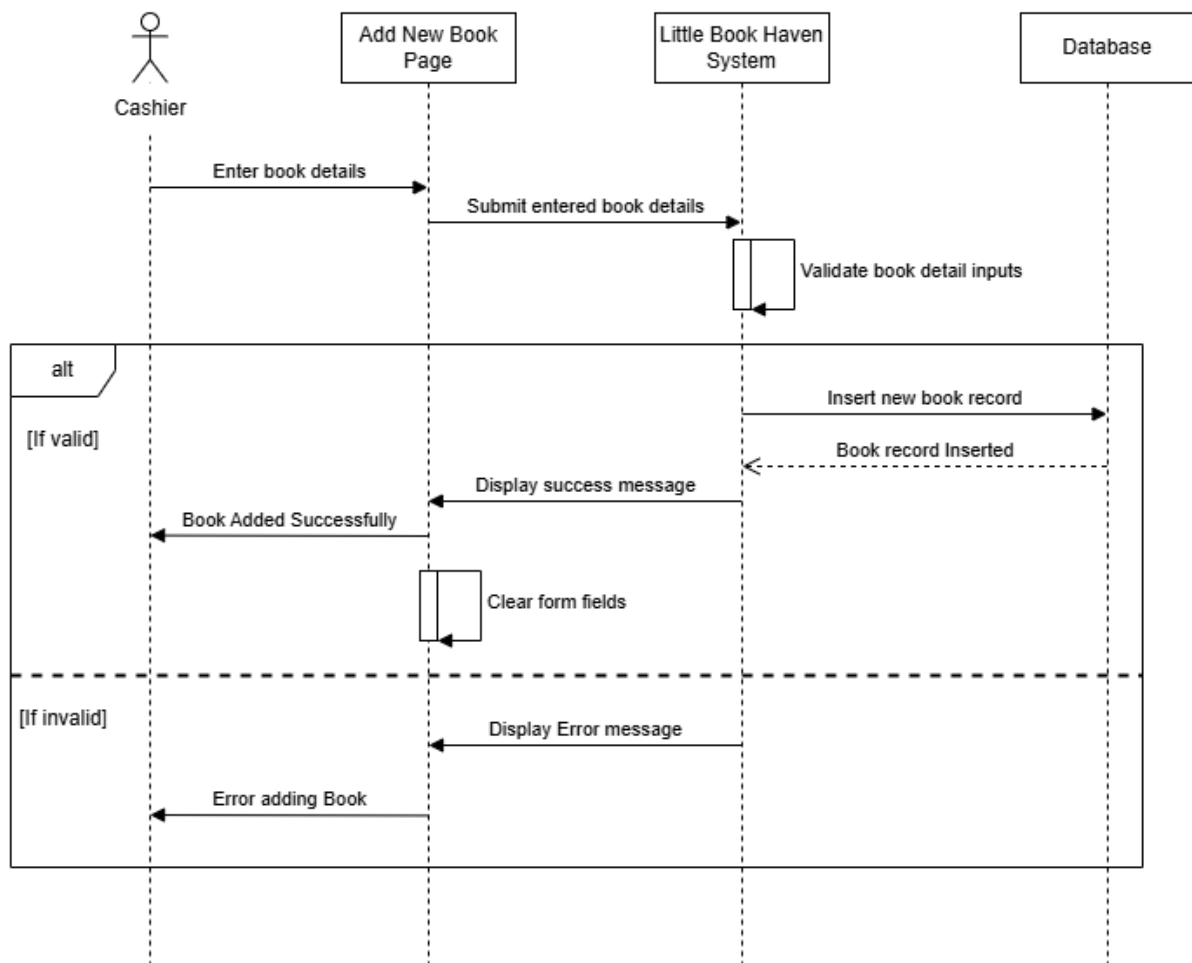 Add New Book
Page
Little Book Haven
System
Database
Cashier
Enter book details
Submit entered book details
Validate book detail inputs
alt
Insert new book record
[If valid]
Book record Inserted
Display success message
Book Added Successfully
Clear form fields
[If invalid]
Display Error message
Error adding Book